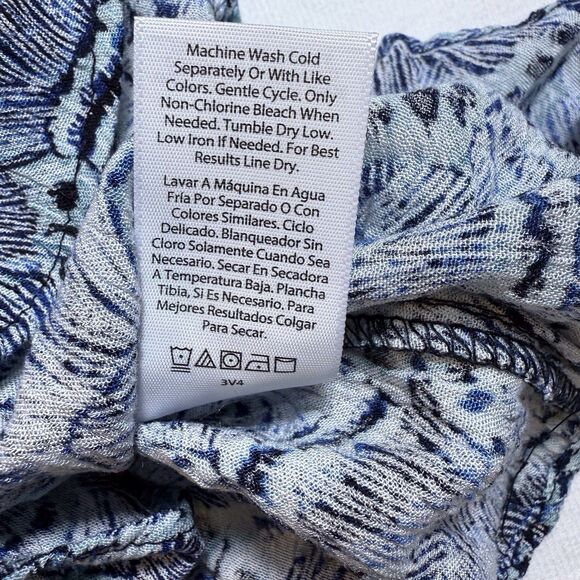 Machine Wash Cold
Separately Or With Like
Colors. Gentle Cycle. Only
Non-Chlorine Bleach When
Needed. Tumble Dry Low.
Low Iron If Needed. For Best
Results Line Dry.
Lavar A Máquina En Agua
Fría Por Separado O Con
Colores Similares. Ciclo
Delicado. Blanqueador Sin
Cloro Solamente Cuando Sea
Necesario. Secar En Secadora
A Temperatura Baja. Plancha
Tibia, Si Es Necesario. Para
Mejores Resultados Colgar
Para Secar.
3V4